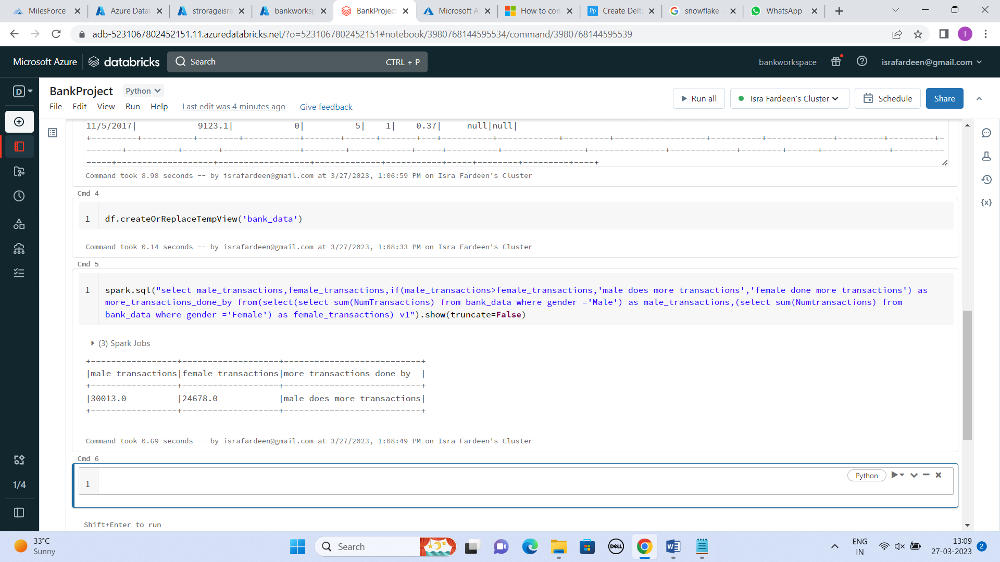 MilesForce
Azure Datab
strorageisra
bankworksp
BankProject
Microsoft A
How to con
Create Delta
snowflake -
WhatsApp
adb-5231067802452151.11.azuredatabricks.net/?o=5231067802452151#notebook/3980768144595534/command/3980768144595539
I
Microsoft Azure
databricks
Search
CTRL + P
bankworkspace
israfardeen@gmail.com
D
BankProject
Python
File Edit View Run Help
Last edit was 4 minutes ago
Give feedback
Run all
Isra Fardeen's Cluster
Schedule
Share
11/5/2017|            9123.1|            0|          5|    1|    0.37|     null|null|
+---------+----------+--------+-----------+-------+------+-------+---+----------+------------+---------+------------------+----------+-------------+---------+---------+-
-------+----------+-------+---------------+--------+------------+-----+----------+----------------+---------------+-------------+--------+------+-------------+----------
-----+-------------------+------------------+-------------+-----------+-----+--------+---------+----+
Command took 8.98 seconds -- by israfardeen@gmail.com at 3/27/2023, 1:06:59 PM on Isra Fardeen's Cluster
Cmd 4
1 df.createOrReplaceTempView('bank_data')
Command took 0.14 seconds -- by israfardeen@gmail.com at 3/27/2023, 1:08:33 PM on Isra Fardeen's Cluster
Cmd 5
1 spark.sql("select male_transactions,female_transactions,if(male_transactions>female_transactions,'male does more transactions','female done more transactions') as
more_transactions_done_by from(select(select sum(NumTransactions) from bank_data where gender ='Male') as male_transactions,(select sum(Numtransactions) from
bank_data where gender ='Female') as female_transactions) v1").show(truncate=False)
(3) Spark Jobs
+-----------------+-------------------+---------------------------+
|male_transactions|female_transactions|more_transactions_done_by  |
+-----------------+-------------------+---------------------------+
|30013.0          |24678.0            |male does more transactions|
+-----------------+-------------------+---------------------------+
Command took 0.69 seconds -- by israfardeen@gmail.com at 3/27/2023, 1:08:49 PM on Isra Fardeen's Cluster
Cmd 6
1
Python
Shift+Enter to run
1/4
{x}
33°C
Sunny
Search
DELL
ENG
IN
13:09
27-03-2023
2